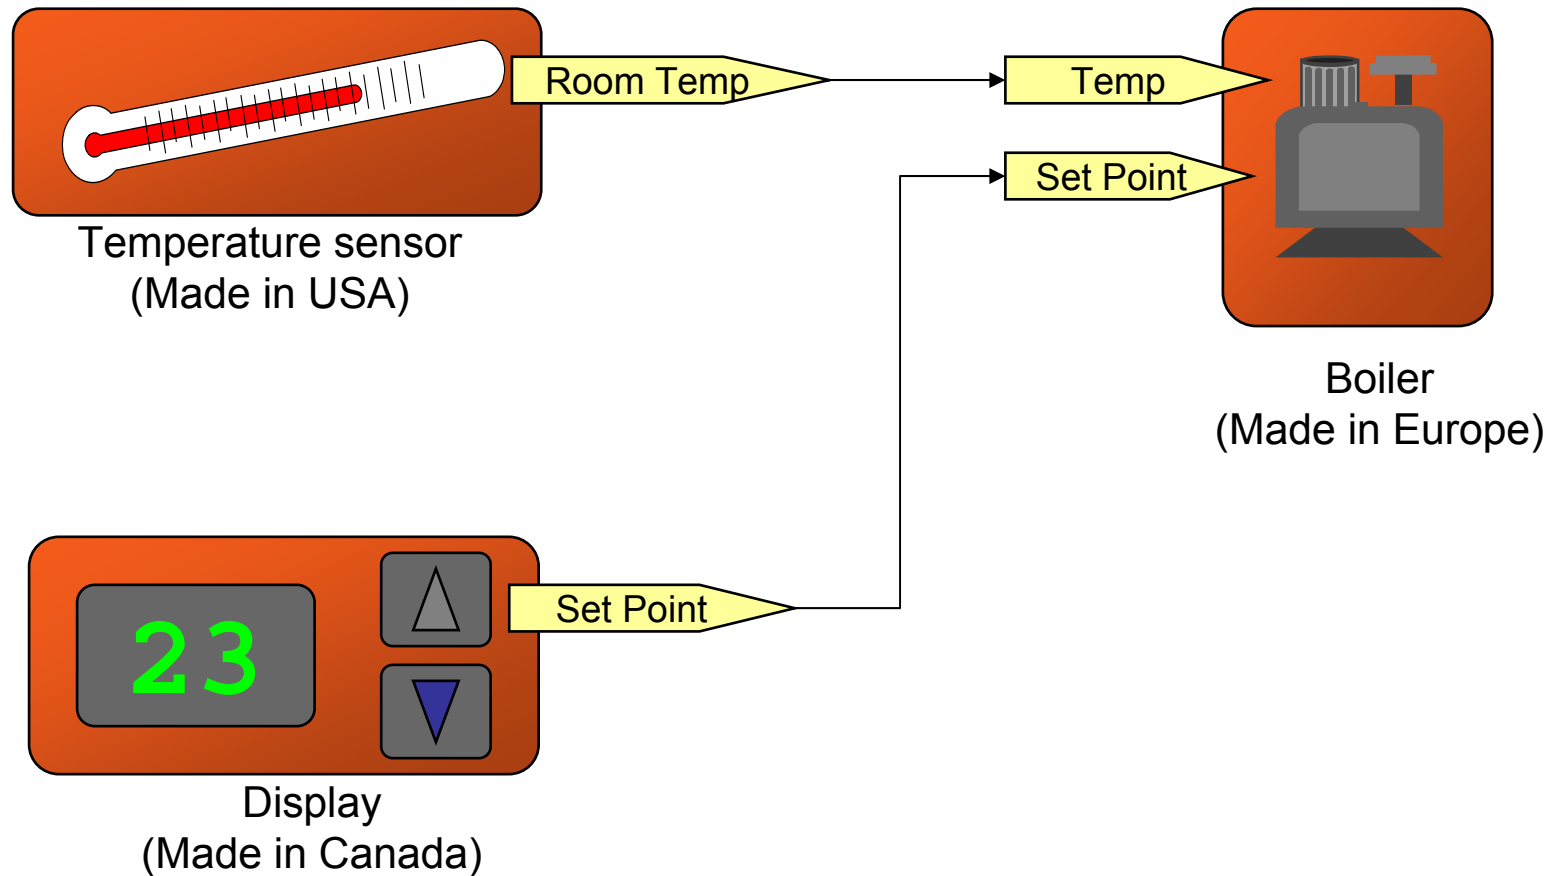 Room Temp
Temp
Set Point
Temperature sensor
(Made in USA)
Boiler
(Made in Europe)
23
Set Point
Display
(Made in Canada)